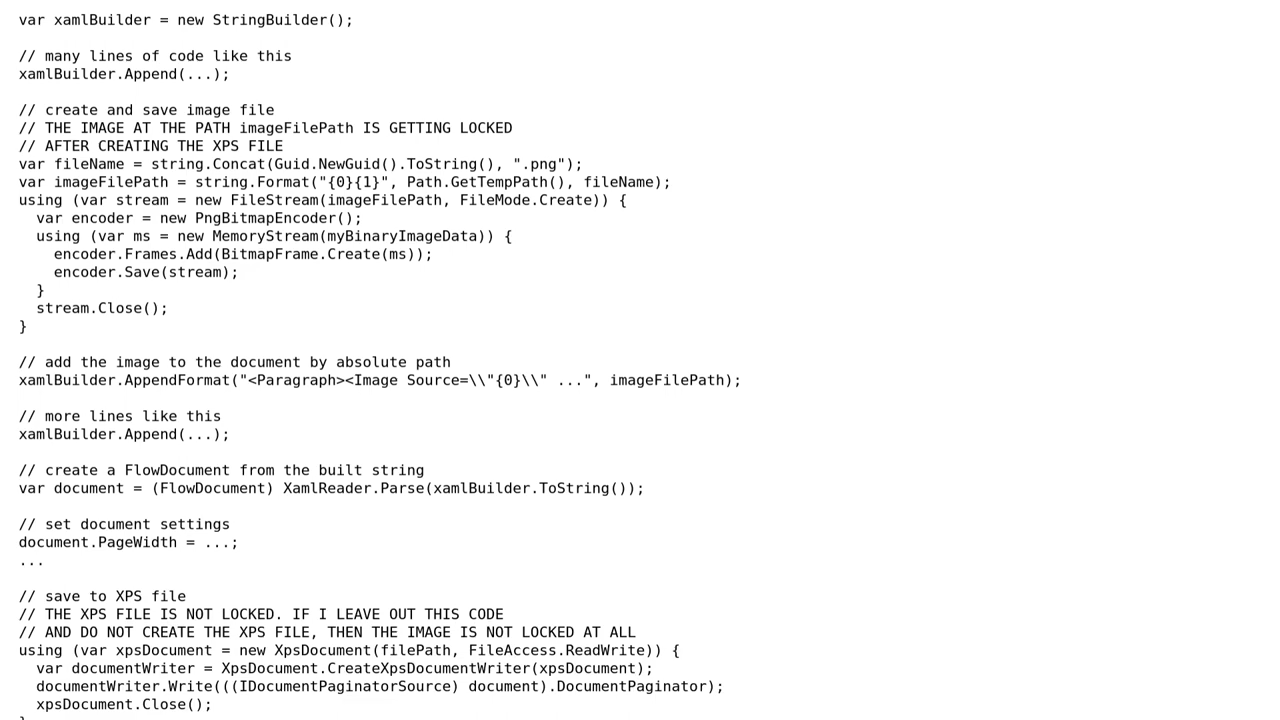 var xamlBuilder = new StringBuilder();
// many lines of code like this
xamlBuilder.Append(...);
// create and save image file
// THE IMAGE AT THE PATH imageFilePath IS GETTING LOCKED
// AFTER CREATING THE XPS FILE
var fileName = string.Concat(Guid.NewGuid().ToString(), ".png");
var imageFilePath = string.Format("{0}{1}", Path.GetTempPath(), fileName);
using (var stream = new FileStream(imageFilePath, FileMode.Create)) {
  var encoder = new PngBitmapEncoder();
  using (var ms = new MemoryStream(myBinaryImageData)) {
    encoder.Frames.Add(BitmapFrame.Create(ms));
    encoder.Save(stream);
  }
  stream.Close();
}
// add the image to the document by absolute path
xamlBuilder.AppendFormat("<Paragraph><Image Source=\\"{0}\\" ...", imageFilePath);
// more lines like this
xamlBuilder.Append(...);
// create a FlowDocument from the built string
var document = (FlowDocument) XamlReader.Parse(xamlBuilder.ToString());
// set document settings
document.PageWidth = ...;
...
// save to XPS file
// THE XPS FILE IS NOT LOCKED. IF I LEAVE OUT THIS CODE
// AND DO NOT CREATE THE XPS FILE, THEN THE IMAGE IS NOT LOCKED AT ALL
using (var xpsDocument = new XpsDocument(filePath, FileAccess.ReadWrite)) {
  var documentWriter = XpsDocument.CreateXpsDocumentWriter(xpsDocument);
  documentWriter.Write(((IDocumentPaginatorSource) document).DocumentPaginator);
  xpsDocument.Close();
}